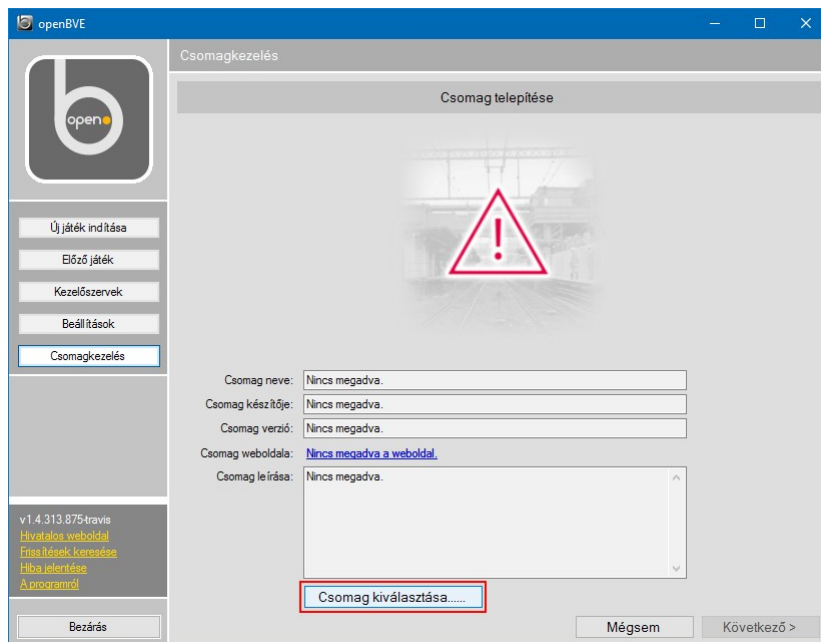 openBVE
Csomagkezelés
Csomag telepítése
open
Új játék indítása
Előző játék
Kezelőszervek
Beállítások
Csomagkezelés
Csomag neve: Nincs megadva.
Csomag készítője: Nincs megadva.
Csomag verzió: Nincs megadva.
Csomag weboldala: Nincs megadva a weboldal.
Csomag leírása: Nincs megadva.
v1.4.313.875-travis
Hivatalos weboldal
Frissítések keresése
Hiba jelentése
A programról
Csomag kiválasztása......
Bezárás
Mégsem
Következő >